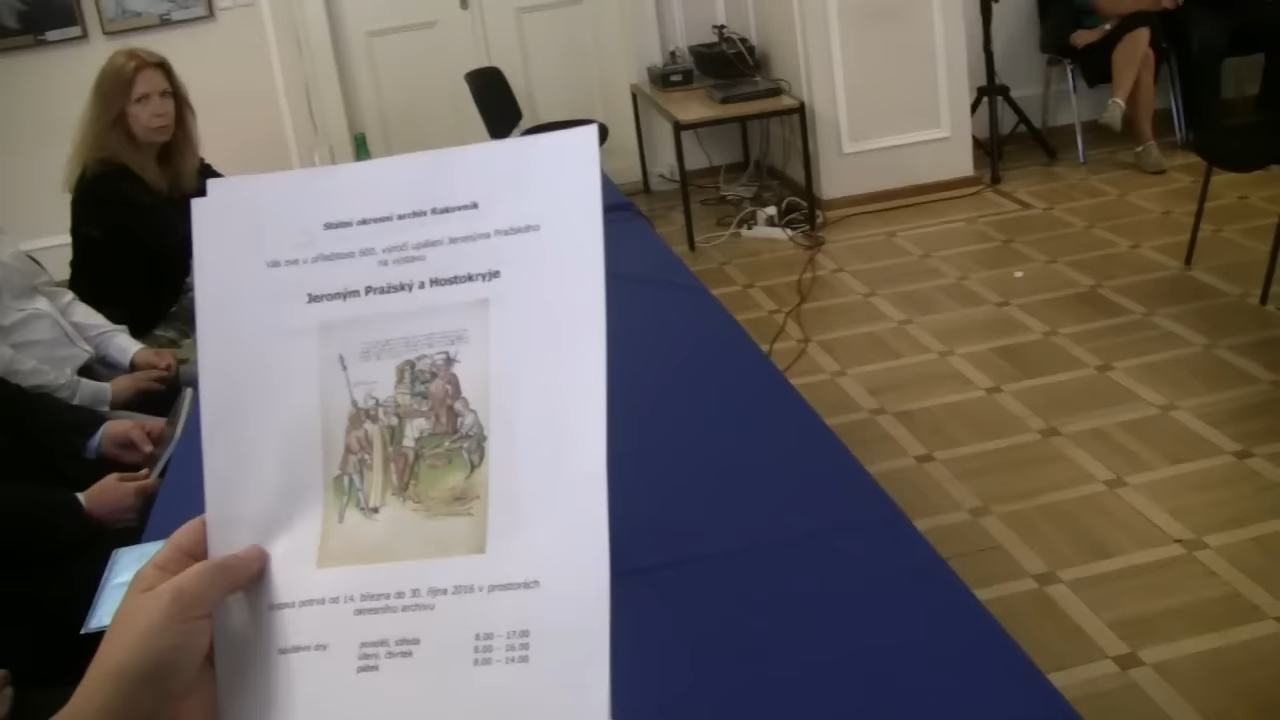 Státní okresní archiv Rakovník
Vás zve u příležitosti 600. výročí upálení Jeronýma Pražského
na výstavu
Jeroným Pražský a Hostokryje
potrvá od 14. března do 30. října 2016 v prostorách
okresního archivu
Návštěvní dny pondělí, středa 8.00 – 17.00
úterý, čtvrtek 8.00 – 16.00
pátek 8.00 – 14.00